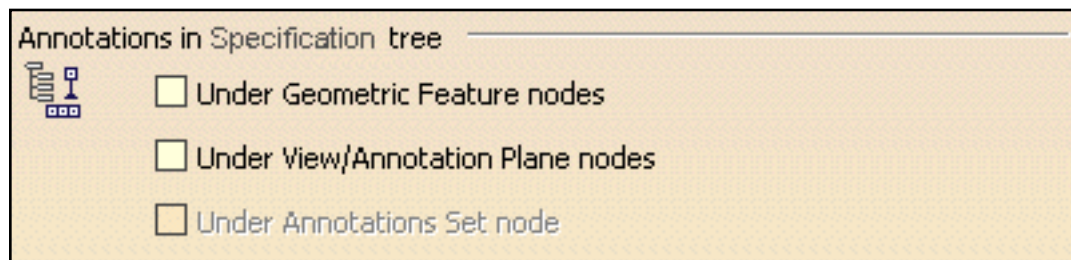 Annotations in Specification tree
Under Geometric Feature nodes
Under View/Annotation Plane nodes
Under Annotations Set node